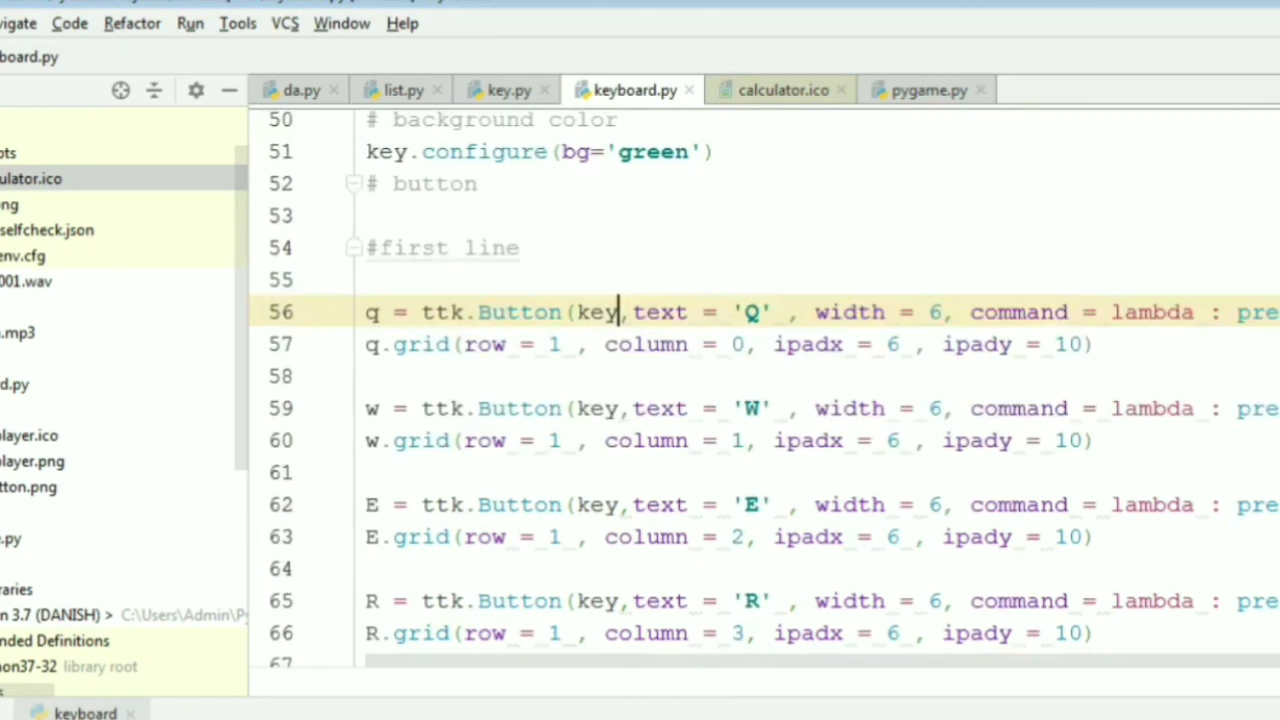 Code Refactor Run Tools VCS Window Help
board.py
da.py list.py key.py keyboard.py calculator.ico pygame.py
50 # background color
51 key.configure(bg='green')
52 # button
53
54 #first line
55
56 q = ttk.Button(key,text = 'Q' , width = 6, command = lambda : pre
57 q.grid(row = 1 , column = 0, ipadx = 6 , ipady = 10)
58
59 w = ttk.Button(key,text = 'W' , width = 6, command = lambda : pre
60 w.grid(row = 1 , column = 1, ipadx = 6 , ipady = 10)
61
62 E = ttk.Button(key,text = 'E' , width = 6, command = lambda : pre
63 E.grid(row = 1 , column = 2, ipadx = 6 , ipady = 10)
64
65 R = ttk.Button(key,text = 'R' , width = 6, command = lambda : pre
66 R.grid(row = 1 , column = 3, ipadx = 6 , ipady = 10)
67
pts
ulator.ico
ng
selfcheck.json
env.cfg
001.wav
.mp3
d.py
layer.ico
layer.png
tton.png
.py
raries
n 3.7 (DANISH) > C:\Users\Admin\Py
nded Definitions
hon37-32 library root
keyboard